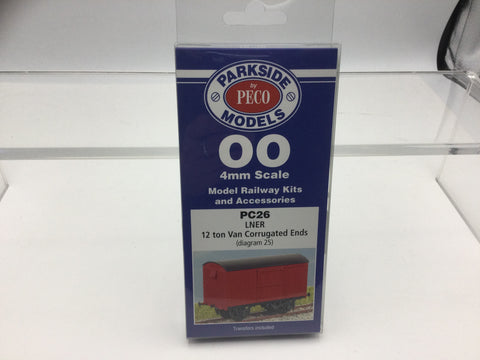 PARKSIDE
by
PECO
MODELS
OO
4mm Scale
Model Railway Kits
and Accessories
PC26
LNER
12 ton Van Corrugated Ends
(diagram 25)
Transfers included